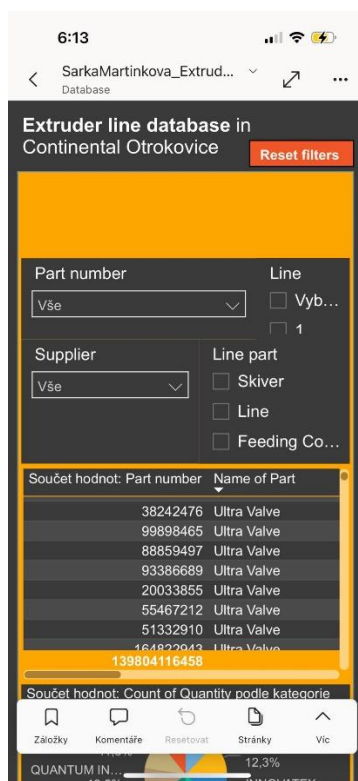 6:13
SarkaMartinkova_Extrud...
Database
Extruder line database in
Continental Otrokovice
Reset filters
Part number
Line
Vše
Vyb...
1
Supplier
Line part
Vše
Skiver
Line
Feeding Co...
Součet hodnot: Part number Name of Part
38242476 Ultra Valve
99898465 Ultra Valve
88859497 Ultra Valve
93386689 Ultra Valve
20033855 Ultra Valve
55467212 Ultra Valve
51332910 Ultra Valve
164822943 Ultra Valve
139804116458
Součet hodnot: Count of Quantity podle kategorie
Záložky Komentáře Resetovat Stránky Víc
12,3%
QUANTUM IN...